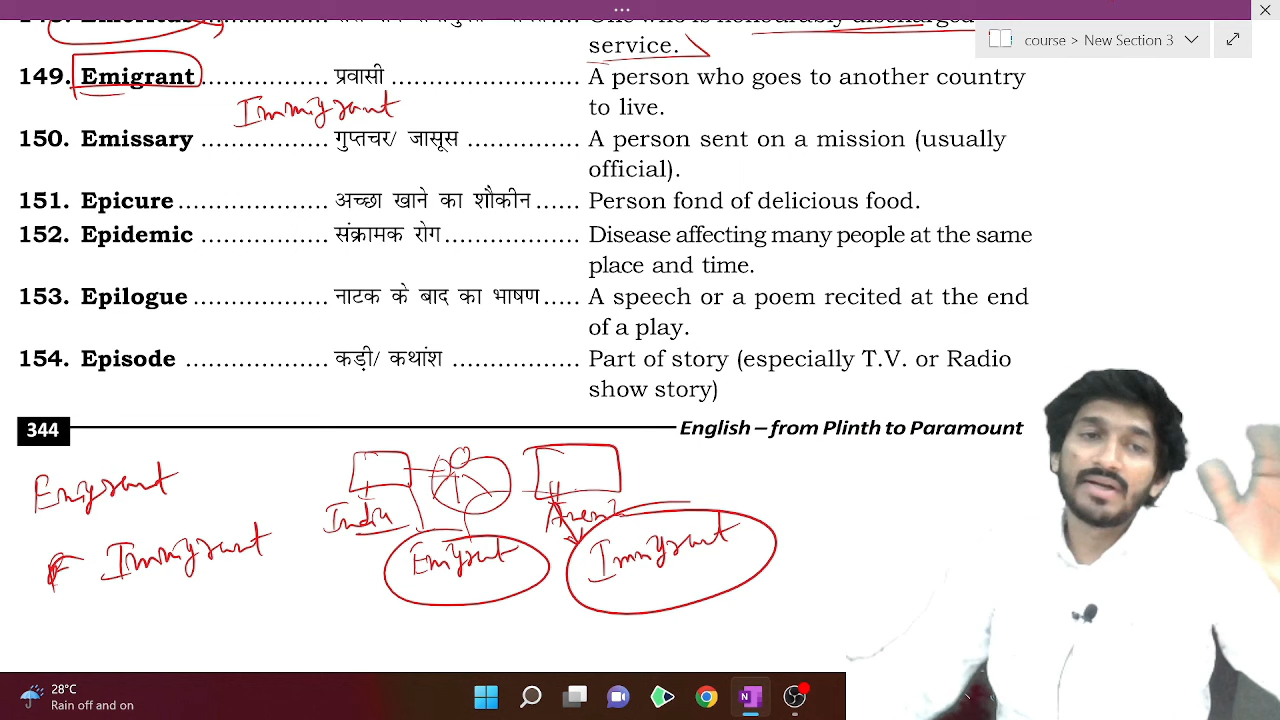 ...
course > New Section 3
service.
149. Emigrant ................ प्रवासी ........................ A person who goes to another country
to live.
Immigrant
150. Emissary ................. गुप्तचर/ जासूस ............... A person sent on a mission (usually
official).
151. Epicure .................... अच्छा खाने का शौकीन ...... Person fond of delicious food.
152. Epidemic ................. संक्रामक रोग .................. Disease affecting many people at the same
place and time.
153. Epilogue .................. नाटक के बाद का भाषण ..... A speech or a poem recited at the end
of a play.
154. Episode ................... कड़ी/ कथांश ................. Part of story (especially T.V. or Radio
show story)
344 English – from Plinth to Paramount
Emigrant
India
Immigrant
Emigrant
Immigrant
28°C
Rain off and on